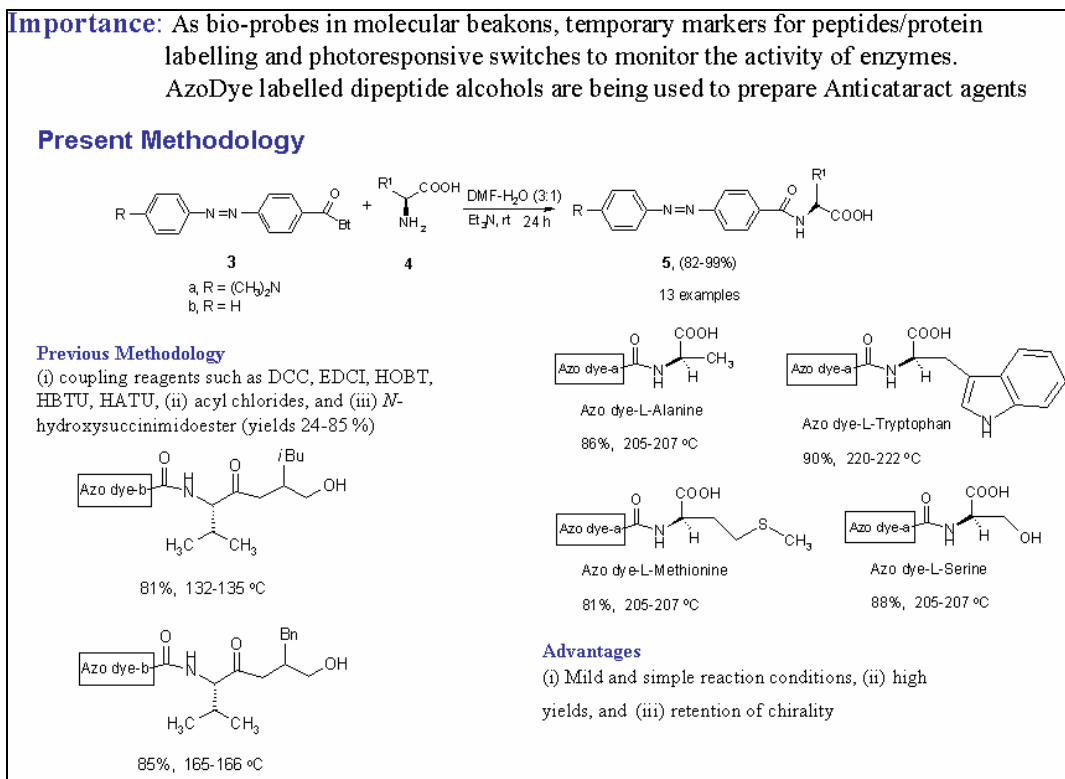 Importance: As bio-probes in molecular beakons, temporary markers for peptides/protein
labelling and photoresponsive switches to monitor the activity of enzymes.
AzoDye labelled dipeptide alcohols are being used to prepare Anticataract agents
Present Methodology
R
N=N
O
Et
+
R¹
COOH
NH₂
DMF-H₂O (3:1)
Et₃N, rt 24 h
R
N=N
O
N
H
R¹
COOH
3
4
5, (82-99%)
a, R = (CH₃)₂N
b, R = H
13 examples
Previous Methodology
(i) coupling reagents such as DCC, EDCI, HOBT,
HBTU, HATU, (ii) acyl chlorides, and (iii) N-
hydroxysuccinimidoester (yields 24-85 %)
Azo dye-b
O
H
N
O
iBu
OH
H₃C
CH₃
81%, 132-135 ºC
Azo dye-b
O
H
N
O
Bn
OH
H₃C
CH₃
85%, 165-166 ºC
Azo dye-a
O
N
H
COOH
H
CH₃
Azo dye-L-Alanine
86%, 205-207 ºC
Azo dye-a
O
N
H
COOH
H
N
H
Azo dye-L-Tryptophan
90%, 220-222 ºC
Azo dye-a
O
N
H
COOH
H
S
CH₃
Azo dye-L-Methionine
81%, 205-207 ºC
Azo dye-a
O
N
H
COOH
H
OH
Azo dye-L-Serine
88%, 205-207 ºC
Advantages
(i) Mild and simple reaction conditions, (ii) high
yields, and (iii) retention of chirality